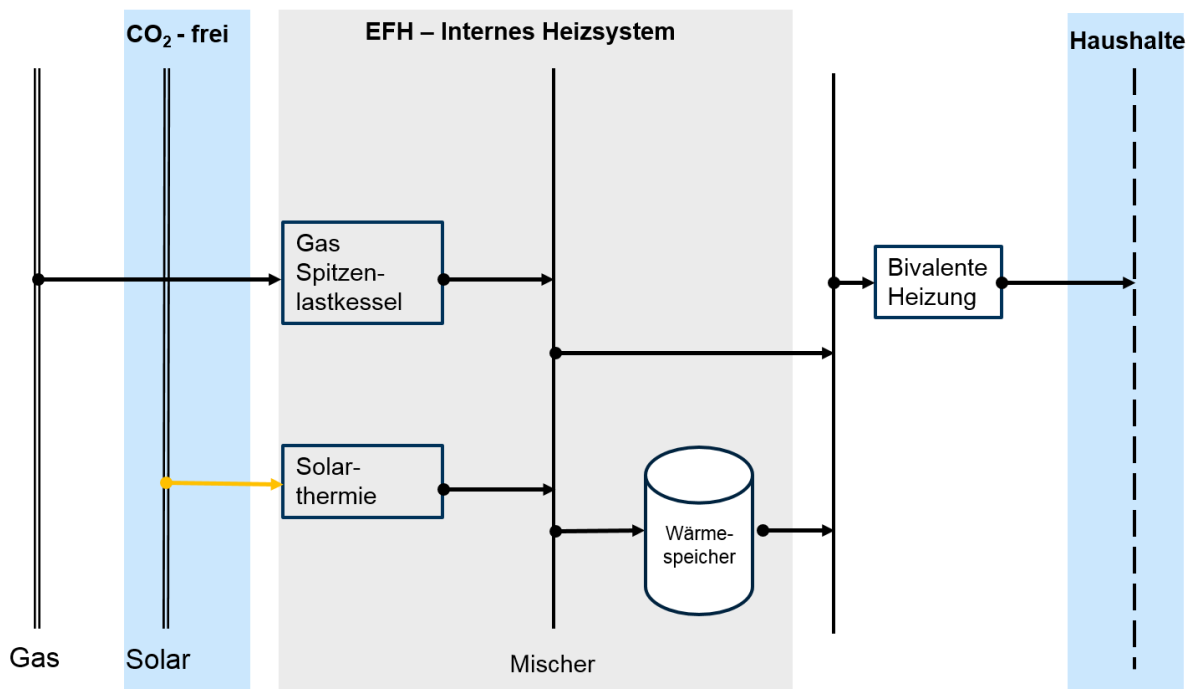 CO₂ - frei
EFH – Internes Heizsystem
Haushalte
Gas
Spitzen-
lastkessel
Bivalente
Heizung
Solar-
thermie
Wärme-
speicher
Gas
Solar
Mischer